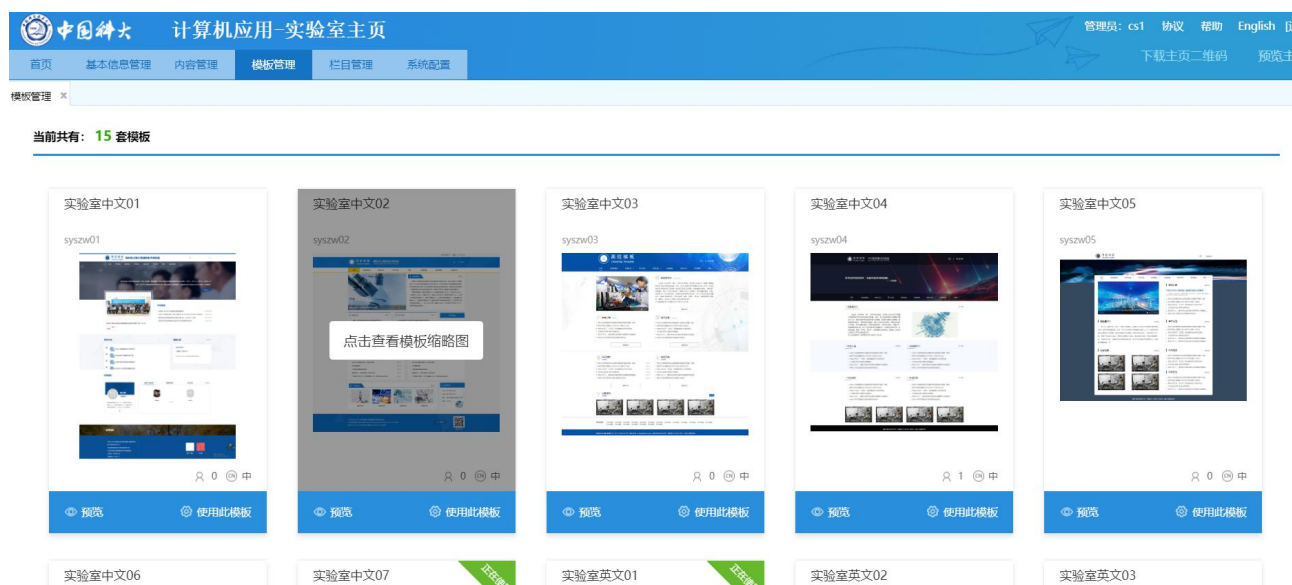 中国科大 计算机应用-实验室主页 管理员：cs1 协议 帮助 English
下载主页二维码 预览主
首页 基本信息管理 内容管理 模板管理 栏目管理 系统配置
模板管理 ×
当前共有： 15 套模板
实验室中文01 实验室中文02 实验室中文03 实验室中文04 实验室中文05
syszw01 syszw02 syszw03 syszw04 syszw05
点击查看模板缩略图
0 CN 中 0 CN 中 0 CN 中 1 CN 中 0 CN 中
预览 使用此模板 预览 使用此模板 预览 使用此模板 预览 使用此模板 预览 使用此模板
实验室中文06 实验室中文07 实验室英文01 实验室英文02 实验室英文03